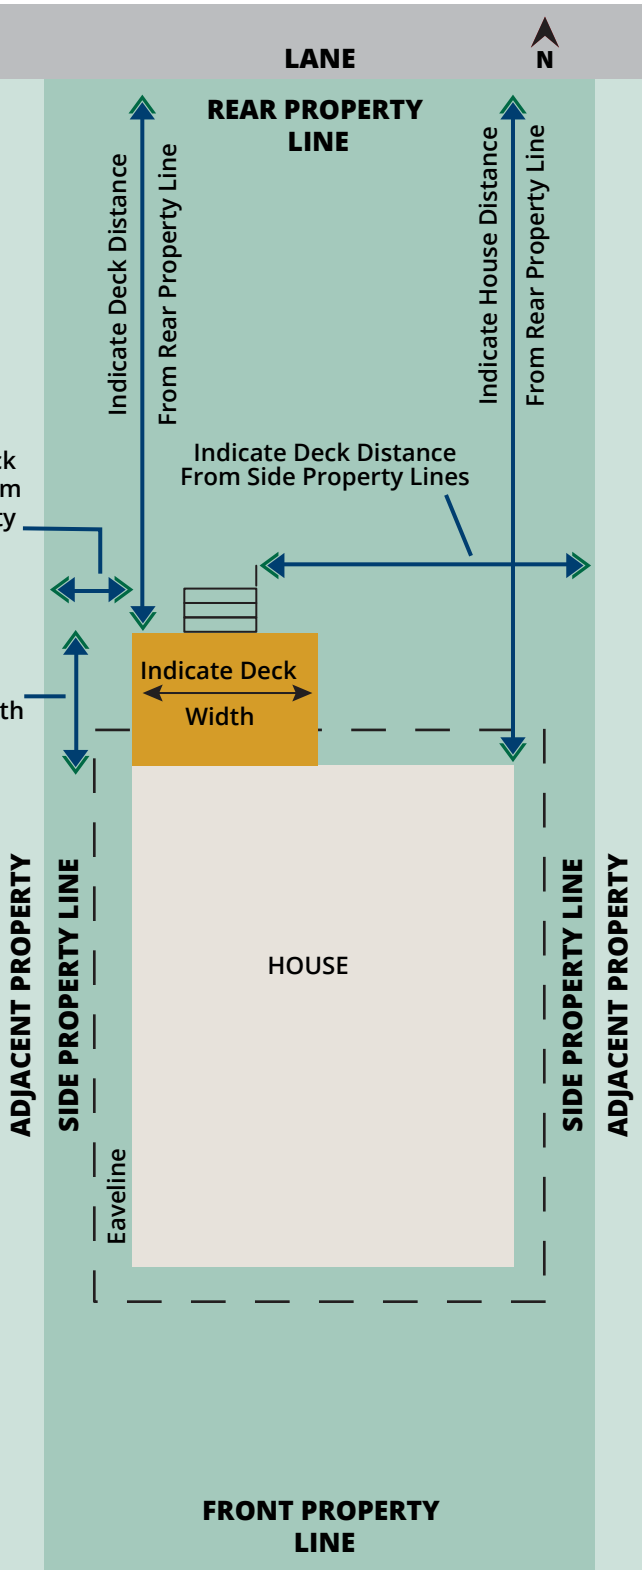 LANE
N
REAR PROPERTY
LINE
Indicate Deck Distance
From Rear Property Line
Indicate House Distance
From Rear Property Line
Indicate Deck Distance
From Side Property Lines
Indicate Deck
Width
HOUSE
ADJACENT PROPERTY
SIDE PROPERTY LINE
Eaveline
SIDE PROPERTY LINE
ADJACENT PROPERTY
FRONT PROPERTY
LINE